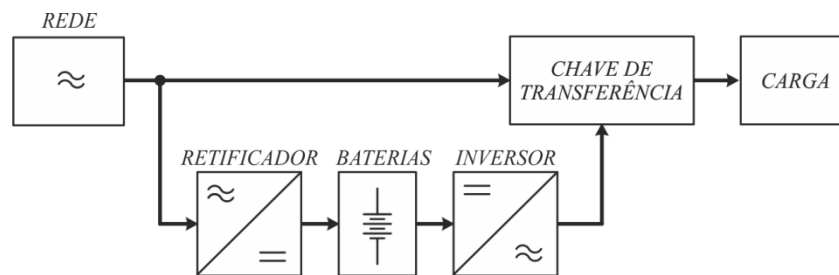 REDE
CHAVE DE
TRANSFERÊNCIA
CARGA
RETIFICADOR
BATERIAS
INVERSOR